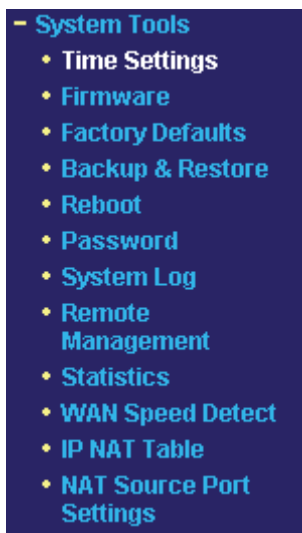 – System Tools
• Time Settings
• Firmware
• Factory Defaults
• Backup & Restore
• Reboot
• Password
• System Log
• Remote
Management
• Statistics
• WAN Speed Detect
• IP NAT Table
• NAT Source Port
Settings